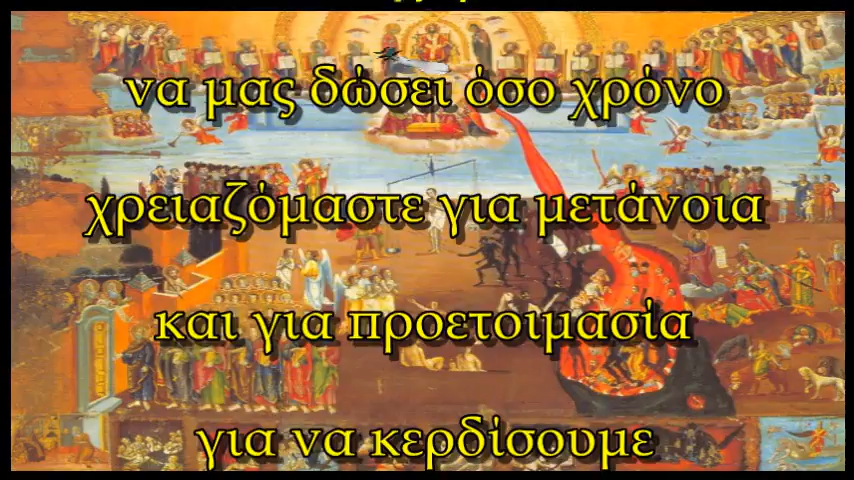 να μας δώσει όσο χρόνο
χρειαζόμαστε για μετάνοια
και για προετοιμασία
για να κερδίσουμε